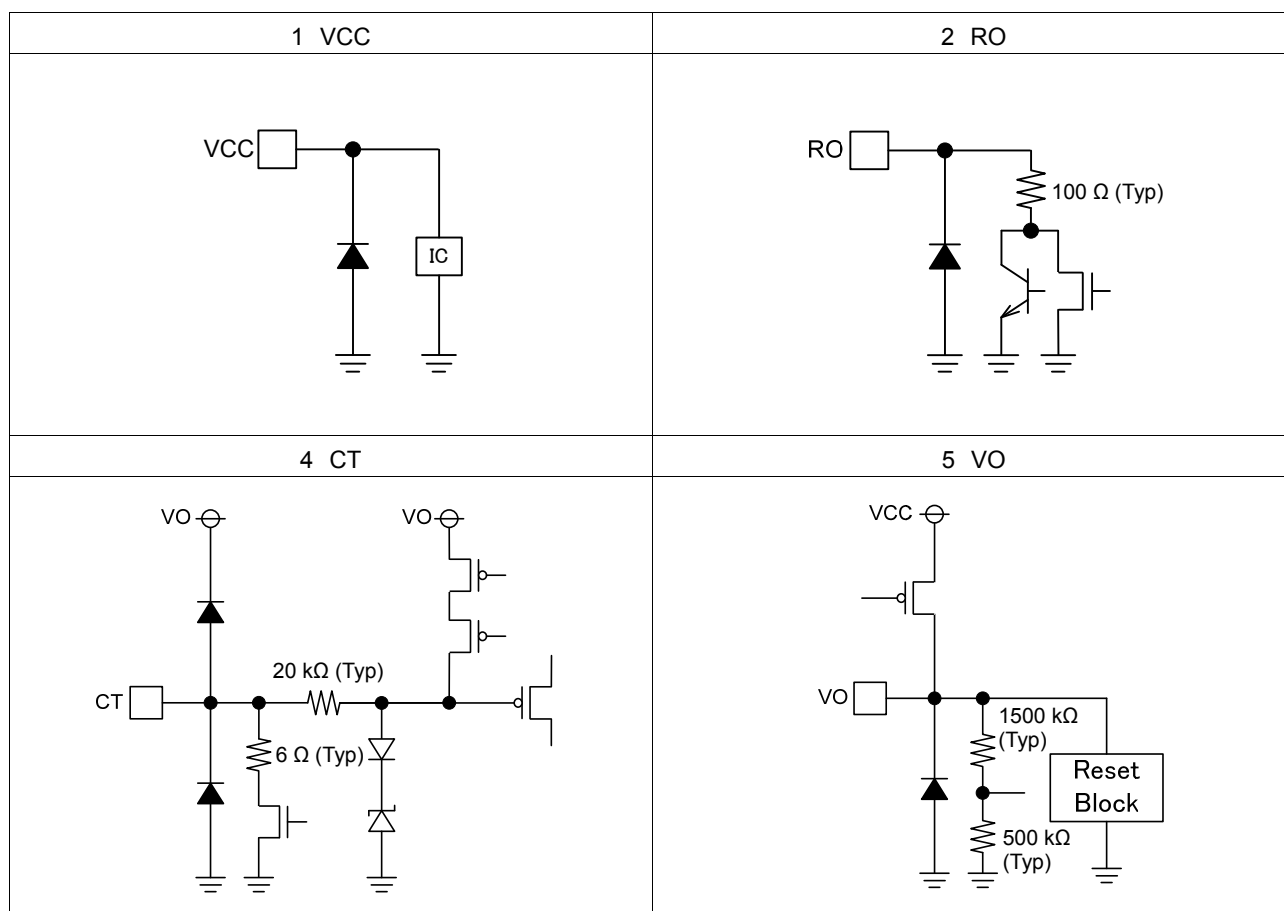 1 VCC
2 RO
VCC
IC
RO
100 Ω (Typ)
4 CT
5 VO
VO
VO
20 kΩ (Typ)
CT
6 Ω (Typ)
VCC
VO
1500 kΩ
(Typ)
Reset
Block
500 kΩ
(Typ)